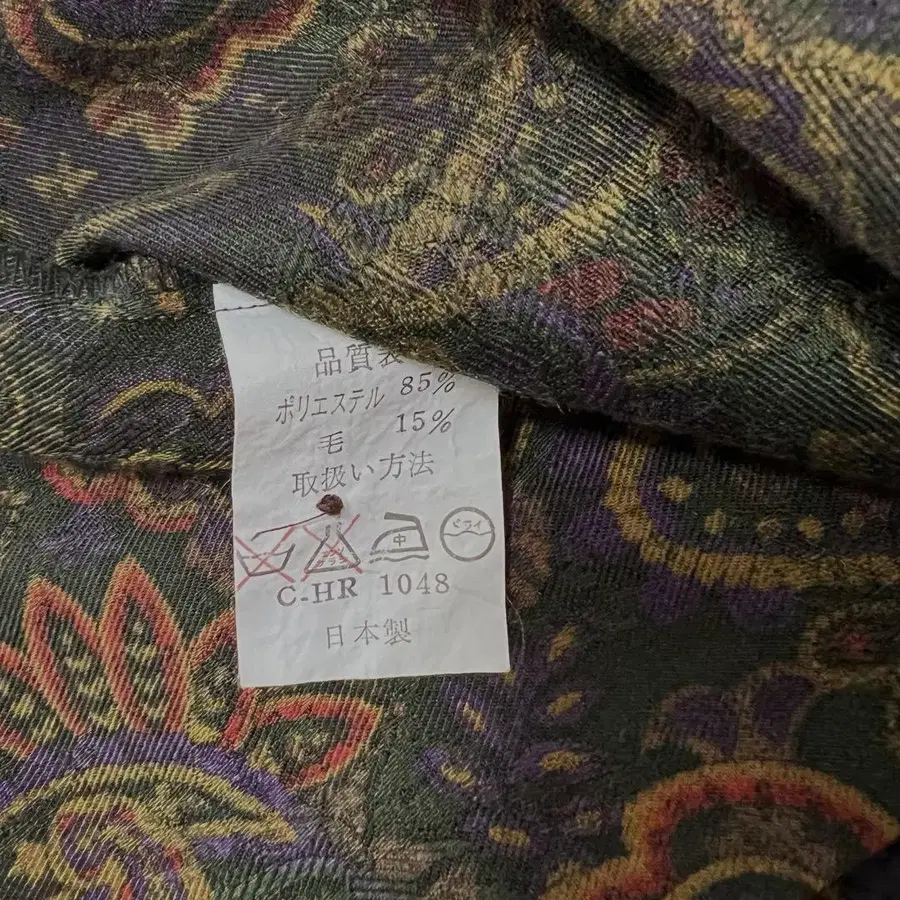 品質表
ポリエステル 85%
毛 15%
取扱い方法
中 ドライ
C-HR 1048
日本製